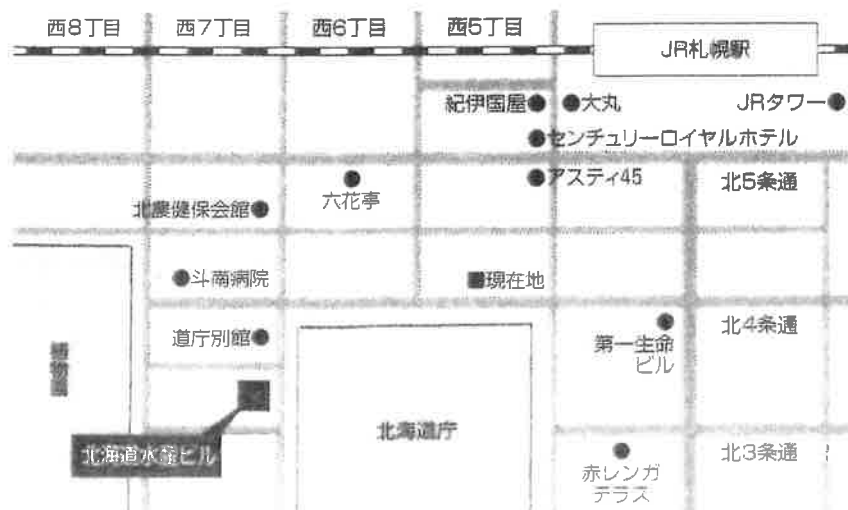 西8丁目
西7丁目
西6丁目
西5丁目
JR札幌駅
紀伊国屋
大丸
JRタワー
センチュリーロイヤルホテル
六花亭
アスティ45
北5条通
北農健保会館
斗南病院
現在地
道庁別館
第一生命
ビル
北4条通
植物園
北海道庁
北海道水産ビル
赤レンガ
テラス
北3条通